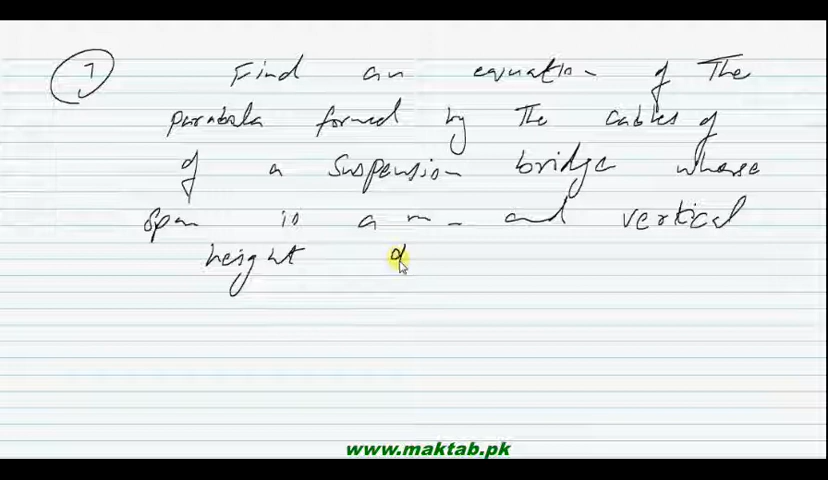 7 Find an equation of The
parabola formed by The cables of
of a suspension bridge whose
span is a m - and vertical
height
www.maktab.pk